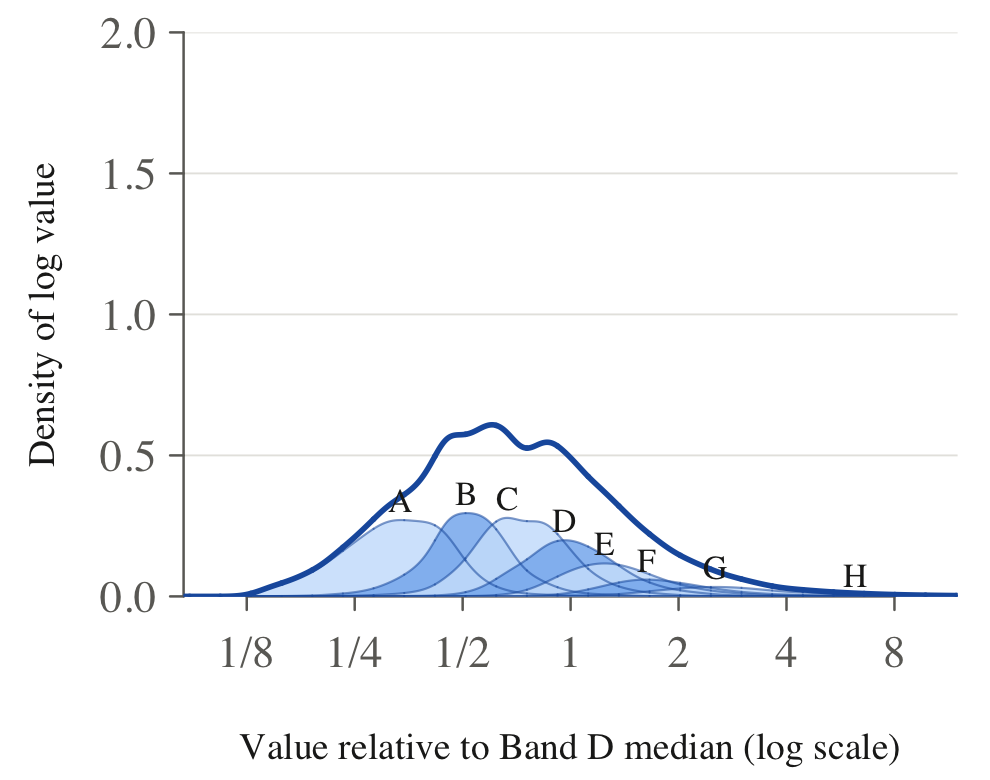 2.0
1.5
1.0
0.5
0.0
Density of log value
A
B
C
D
E
F
G
H
1/8 1/4 1/2 1 2 4 8
Value relative to Band D median (log scale)